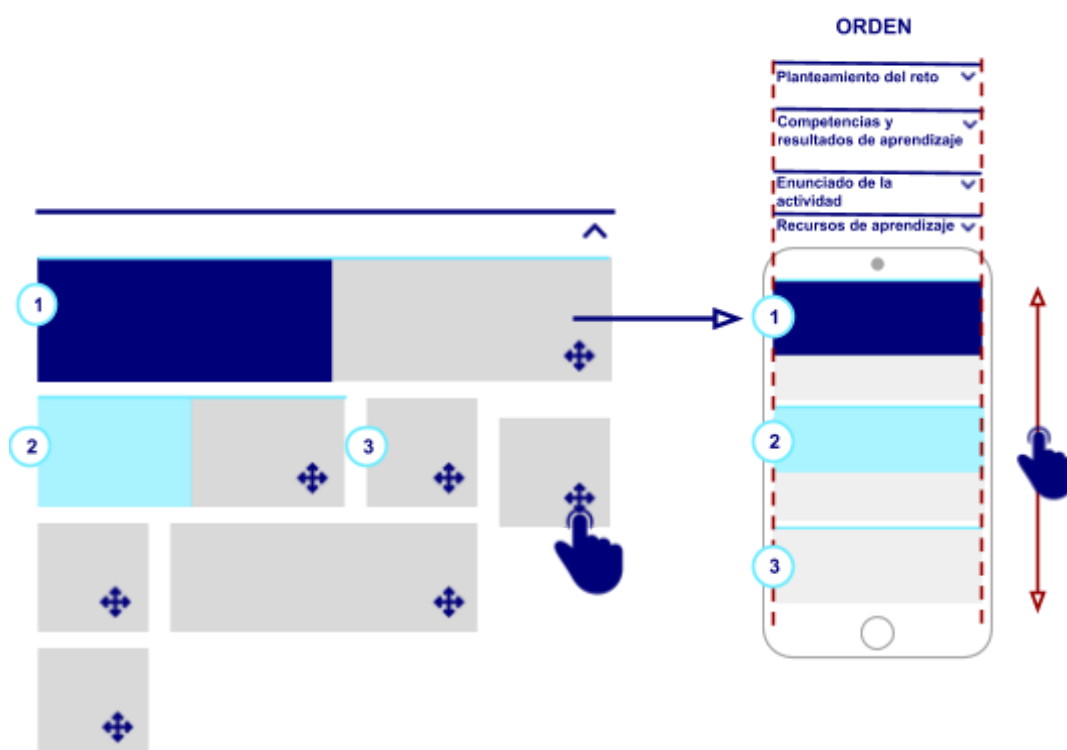 ORDEN
Planteamiento del reto
Competencias y
resultados de aprendizaje
Enunciado de la
actividad
Recursos de aprendizaje
1
1
2
3
2
3